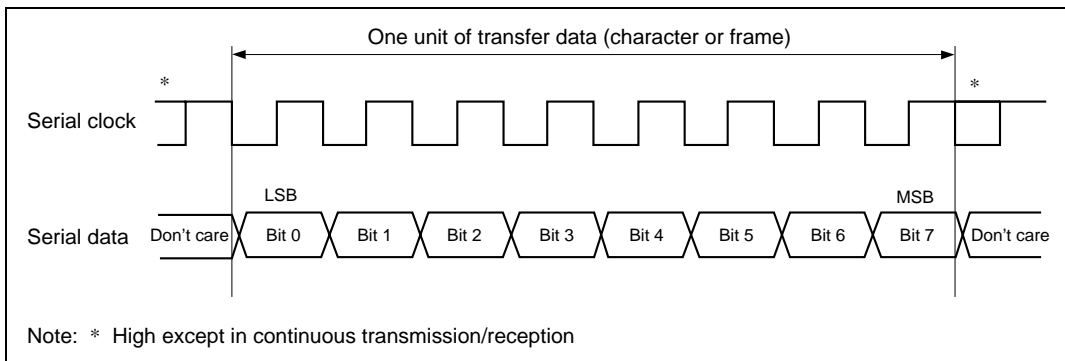 One unit of transfer data (character or frame)
* *
Serial clock
LSB MSB
Serial data Don't care Bit 0 Bit 1 Bit 2 Bit 3 Bit 4 Bit 5 Bit 6 Bit 7 Don't care
Note: * High except in continuous transmission/reception